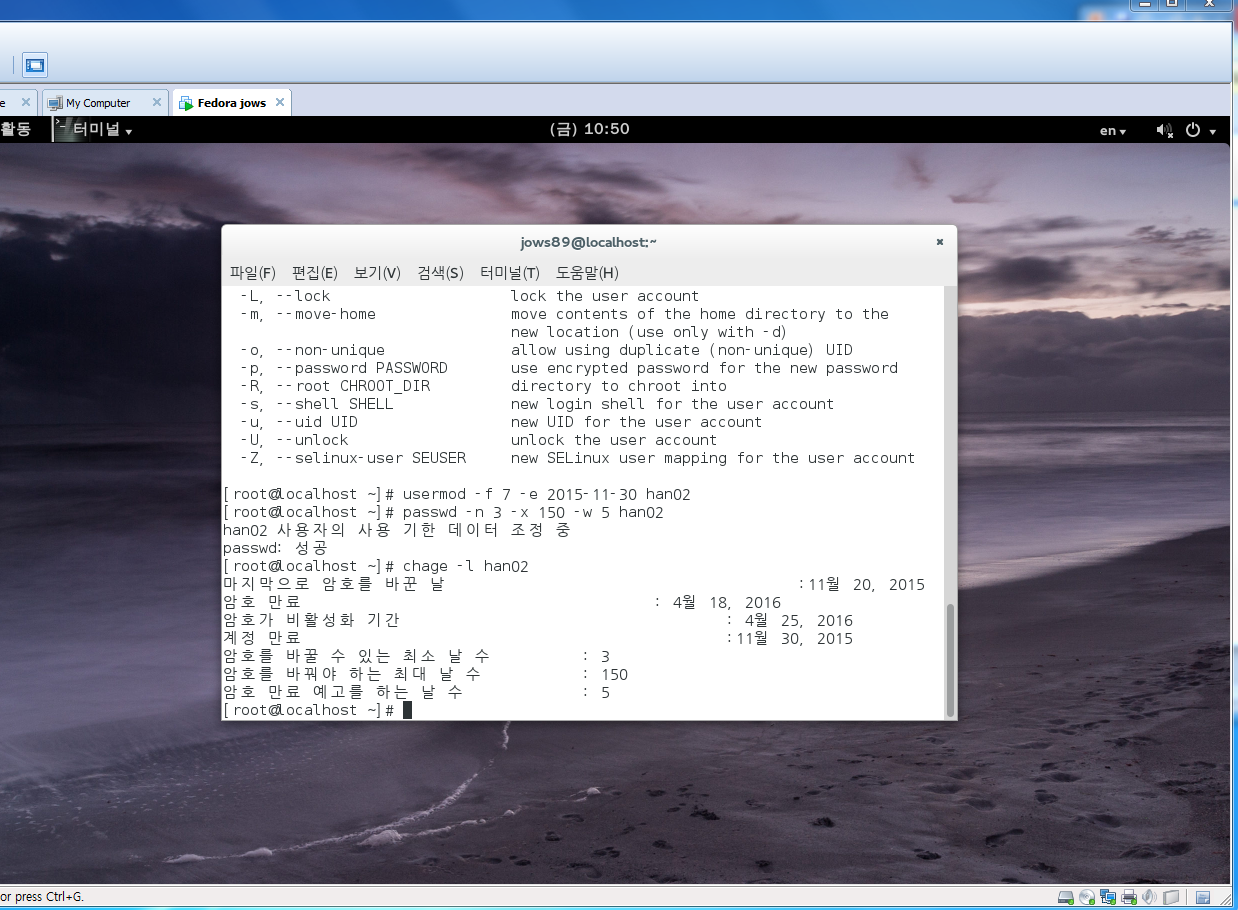 e
My Computer
Fedora jows
활동
터미널
(금) 10:50
en
jows89@localhost:~
파일(F) 편집(E) 보기(V) 검색(S) 터미널(T) 도움말(H)
-L, --lock lock the user account
-m, --move-home move contents of the home directory to the
new location (use only with -d)
-o, --non-unique allow using duplicate (non-unique) UID
-p, --password PASSWORD use encrypted password for the new password
-R, --root CHROOT_DIR directory to chroot into
-s, --shell SHELL new login shell for the user account
-u, --uid UID new UID for the user account
-U, --unlock unlock the user account
-Z, --selinux-user SEUSER new SELinux user mapping for the user account
[root@localhost ~]# usermod -f 7 -e 2015-11-30 han02
[root@localhost ~]# passwd -n 3 -x 150 -w 5 han02
han02 사용자의 사용 기한 데이터 조정 중
passwd: 성공
[root@localhost ~]# chage -l han02
마지막으로 암호를 바꾼 날 :11월 20, 2015
암호 만료 : 4월 18, 2016
암호가 비활성화 기간 : 4월 25, 2016
계정 만료 :11월 30, 2015
암호를 바꿀 수 있는 최소 날 수 : 3
암호를 바꿔야 하는 최대 날 수 : 150
암호 만료 예고를 하는 날 수 : 5
[root@localhost ~]#
or press Ctrl+G.